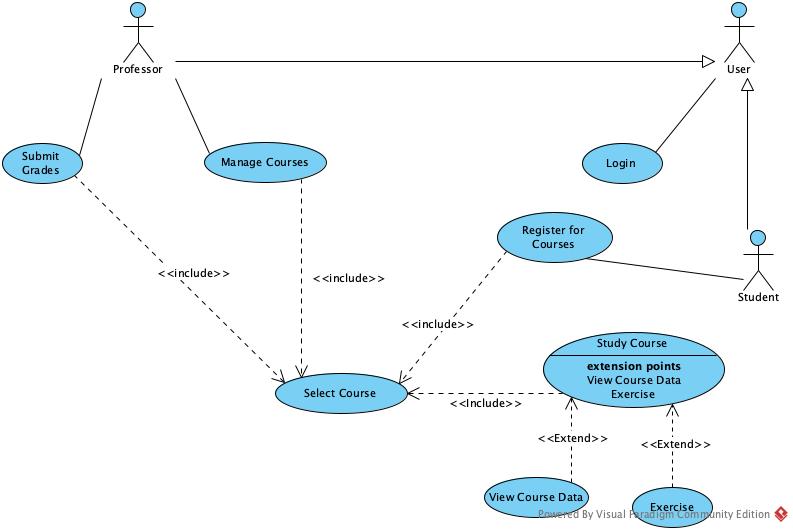 Professor
User
Submit
Grades
Manage Courses
Login
Register for
Courses
<<include>>
<<include>>
Student
<<include>>
Study Course
extension points
View Course Data
Exercise
Select Course
<<Include>>
<<Extend>>
<<Extend>>
View Course Data
Exercise
Powered By Visual Paradigm Community Edition